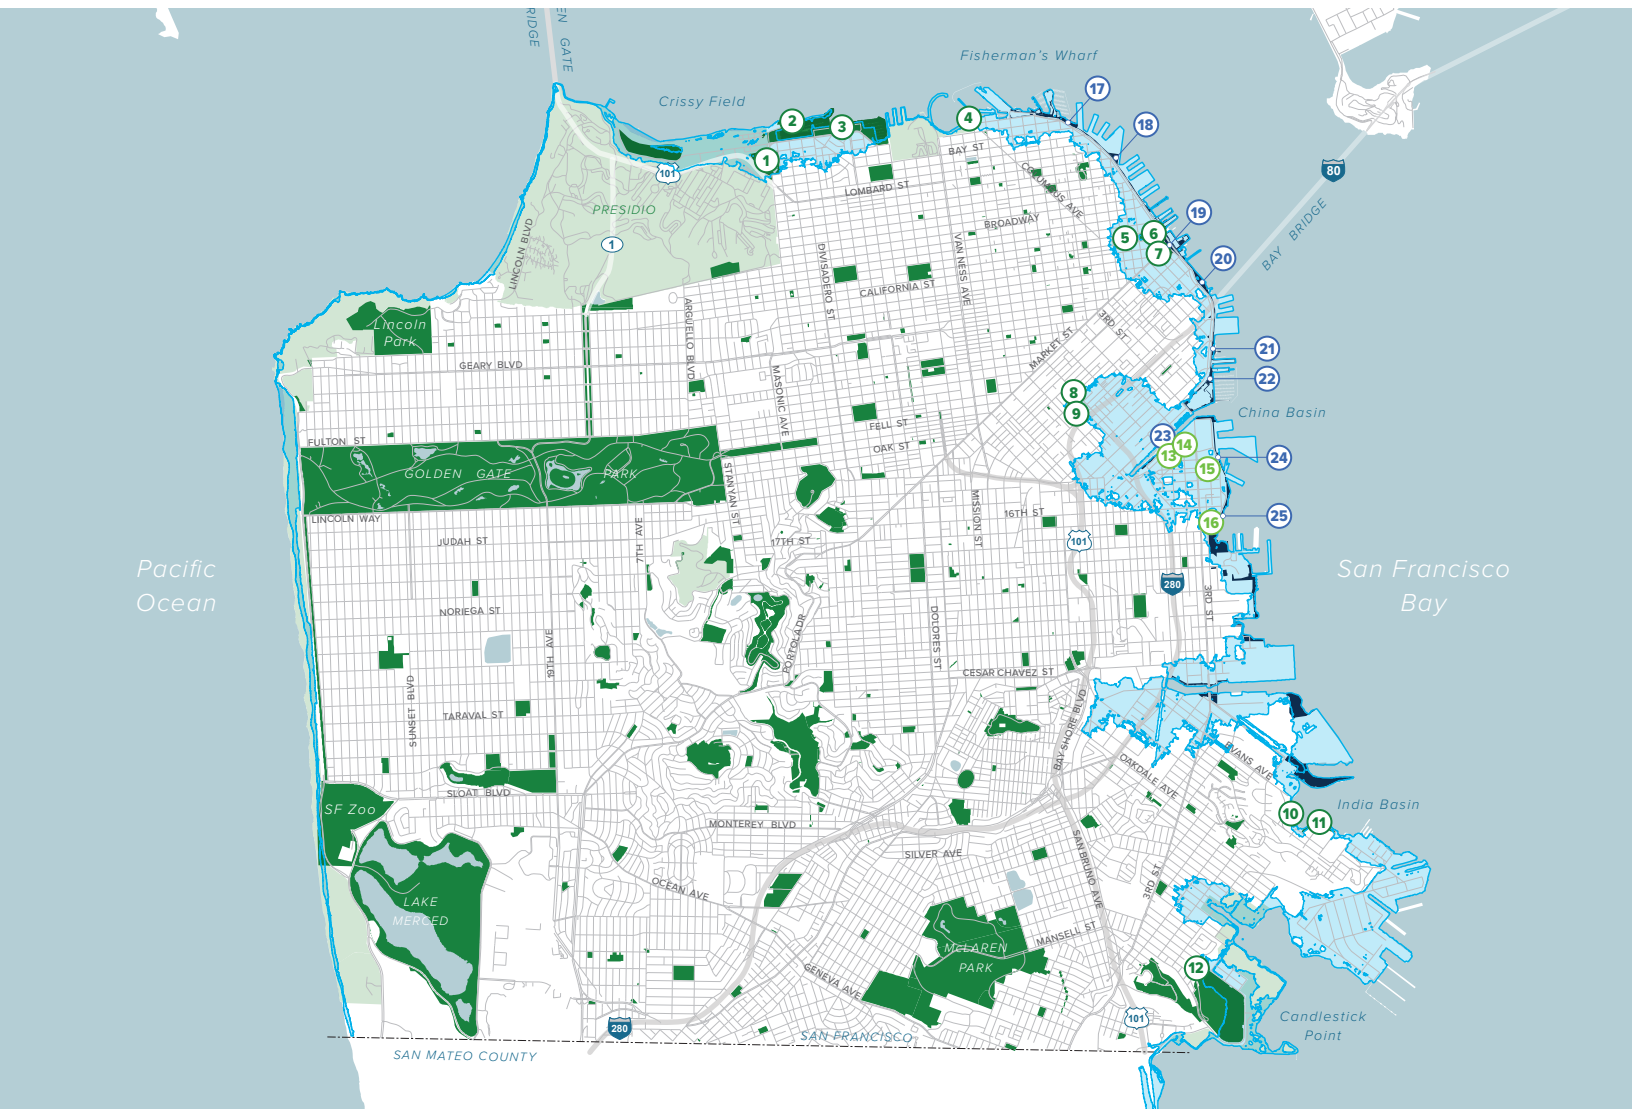 EN GATE
RIDGE
Fisherman's Wharf
Crissy Field
17
18
2
3
4
1
101
BAY ST
COLUMBUS AVE
80
LOMBARD ST
PRESIDIO
BROADWAY
19
5
6
7
1
LINCOLN BLVD
DIVISADERO ST
VAN NESS AVE
BAY BRIDGE
20
CALIFORNIA ST
ARGUELLO BLVD
3RD ST
Lincoln
Park
MARKET ST
21
GEARY BLVD
MASONIC AVE
22
8
9
China Basin
FULTON ST
FELL ST
OAK ST
23
14
13
15
24
GOLDEN GATE PARK
STANYAN ST
MISSION ST
LINCOLN WAY
16TH ST
16
25
7TH AVE
JUDAH ST
17TH ST
101
Pacific
Ocean
San Francisco
Bay
280
3RD ST
NORIEGA ST
DOLORES ST
PORTOLA DR
19TH AVE
CESAR CHAVEZ ST
SUNSET BLVD
TARAVAL ST
BAY SHORE BLVD
EVANS AVE
OAKDALE AVE
SLOAT BLVD
SF Zoo
India Basin
10
11
MONTEREY BLVD
SILVER AVE
SAN BRUNO AVE
3RD ST
OCEAN AVE
LAKE
MERCED
McLAREN
PARK
MANSELL ST
12
GENEVA AVE
101
Candlestick
Point
280
SAN FRANCISCO
SAN MATEO COUNTY